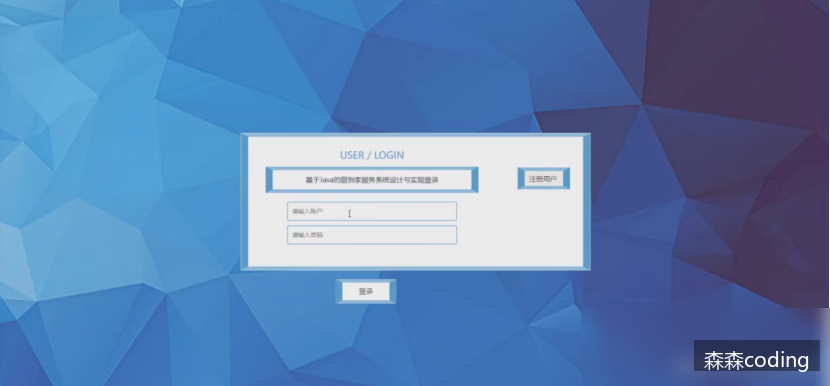 USER / LOGIN
基于Java的厨到家服务系统设计与实现登录
注册用户
请输入账户
请输入密码
登录
森森coding